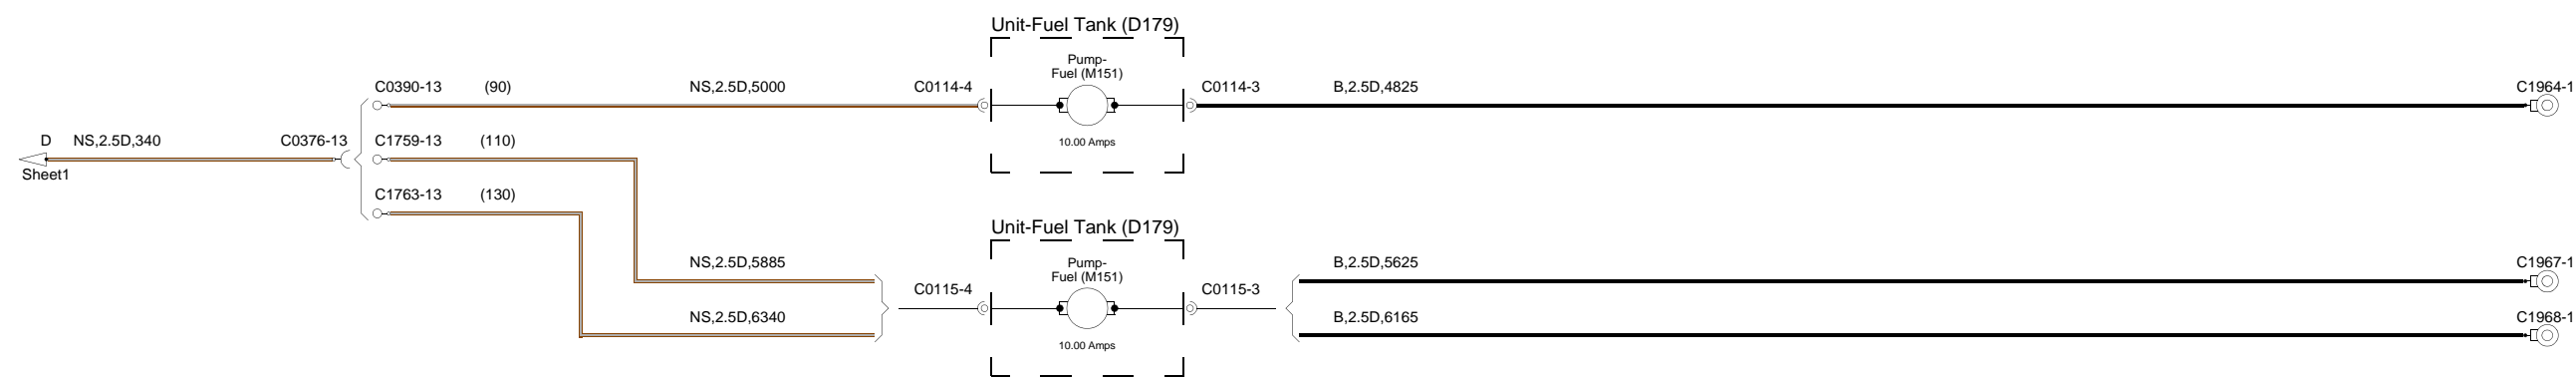 Unit-Fuel Tank (D179)
Pump-
Fuel (M151)
C0390-13 (90) NS,2.5D,5000 C0114-4 C0114-3 B,2.5D,4825 C1964-1
10.00 Amps
D NS,2.5D,340 C0376-13 C1759-13 (110)
Sheet1
C1763-13 (130)
Unit-Fuel Tank (D179)
Pump-
Fuel (M151)
NS,2.5D,5885 B,2.5D,5625 C1967-1
C0115-4 C0115-3
NS,2.5D,6340 B,2.5D,6165 C1968-1
10.00 Amps